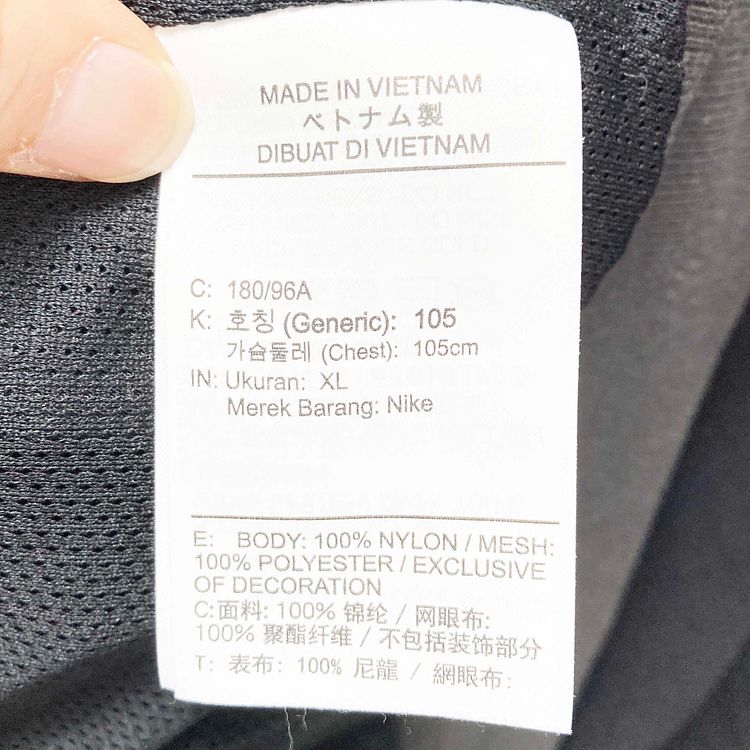 MADE IN VIETNAM
ベトナム製
DIBUAT DI VIETNAM
C: 180/96A
K: 호칭 (Generic): 105
가슴둘레 (Chest): 105cm
IN: Ukuran: XL
Merek Barang: Nike
E: BODY: 100% NYLON / MESH:
100% POLYESTER / EXCLUSIVE
OF DECORATION
C:面料: 100% 锦纶 / 网眼布:
100% 聚酯纤维 / 不包括装饰部分
T: 表布: 100% 尼龍 / 網眼布: